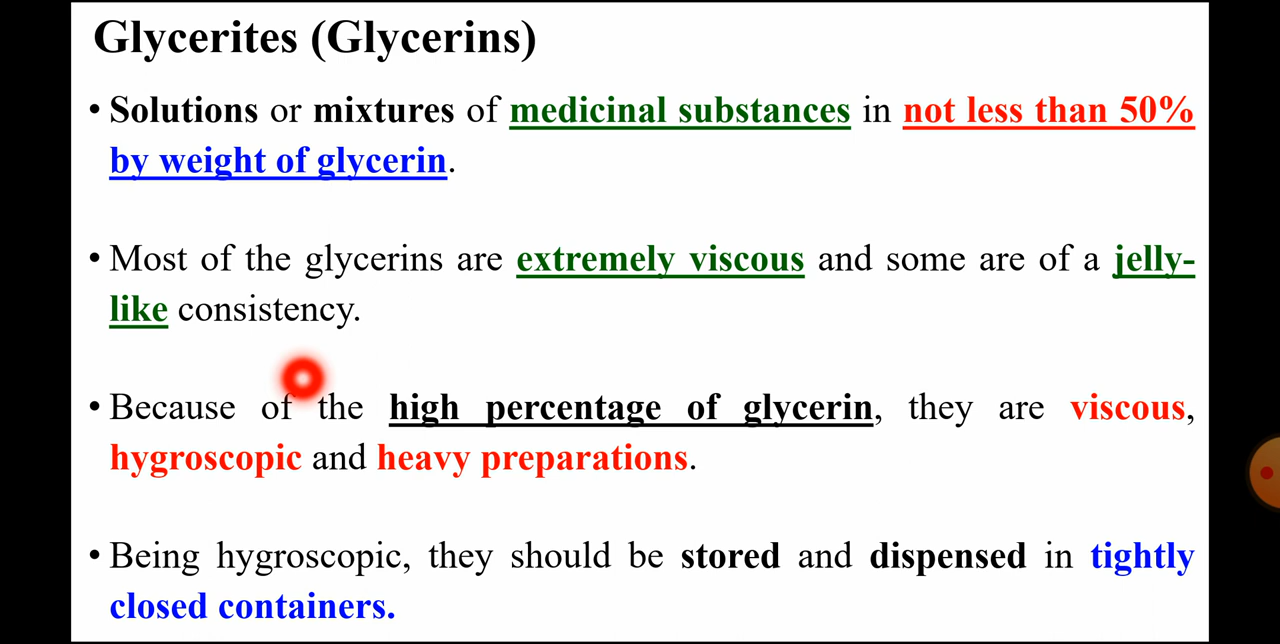 Glycerites (Glycerins)
• Solutions or mixtures of medicinal substances in not less than 50%
by weight of glycerin.
• Most of the glycerins are extremely viscous and some are of a jelly-
like consistency.
• Because of the high percentage of glycerin, they are viscous,
hygroscopic and heavy preparations.
• Being hygroscopic, they should be stored and dispensed in tightly
closed containers.